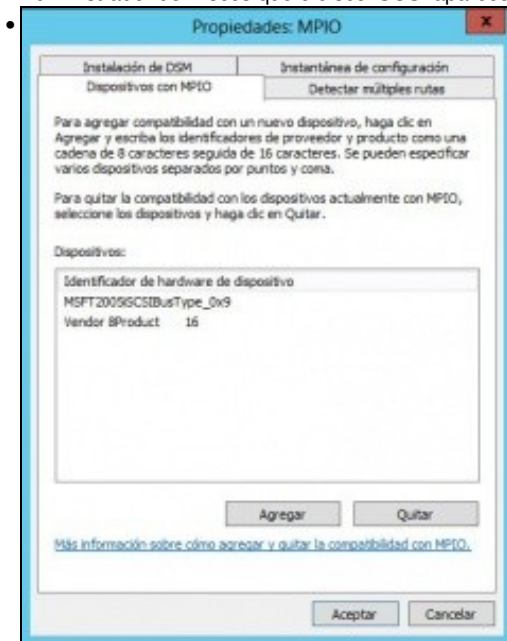 Propiedades: MPIO
x
Instalación de DSM
Instantánea de configuración
Dispositivos con MPIO
Detectar múltiples rutas
Para agregar compatibilidad con un nuevo dispositivo, haga clic en
Agregar y escriba los identificadores de proveedor y producto como una
cadena de 8 caracteres seguida de 16 caracteres. Se pueden especificar
varios dispositivos separados por puntos y coma.
Para quitar la compatibilidad con los dispositivos actualmente con MPIO,
seleccione los dispositivos y haga clic en Quitar.
Dispositivos:
Identificador de hardware de dispositivo
MSFT2005iSCSIBusType_0x9
Vendor 8Product 16
Agregar
Quitar
Más información sobre cómo agregar y quitar la compatibilidad con MPIO.
Aceptar
Cancelar